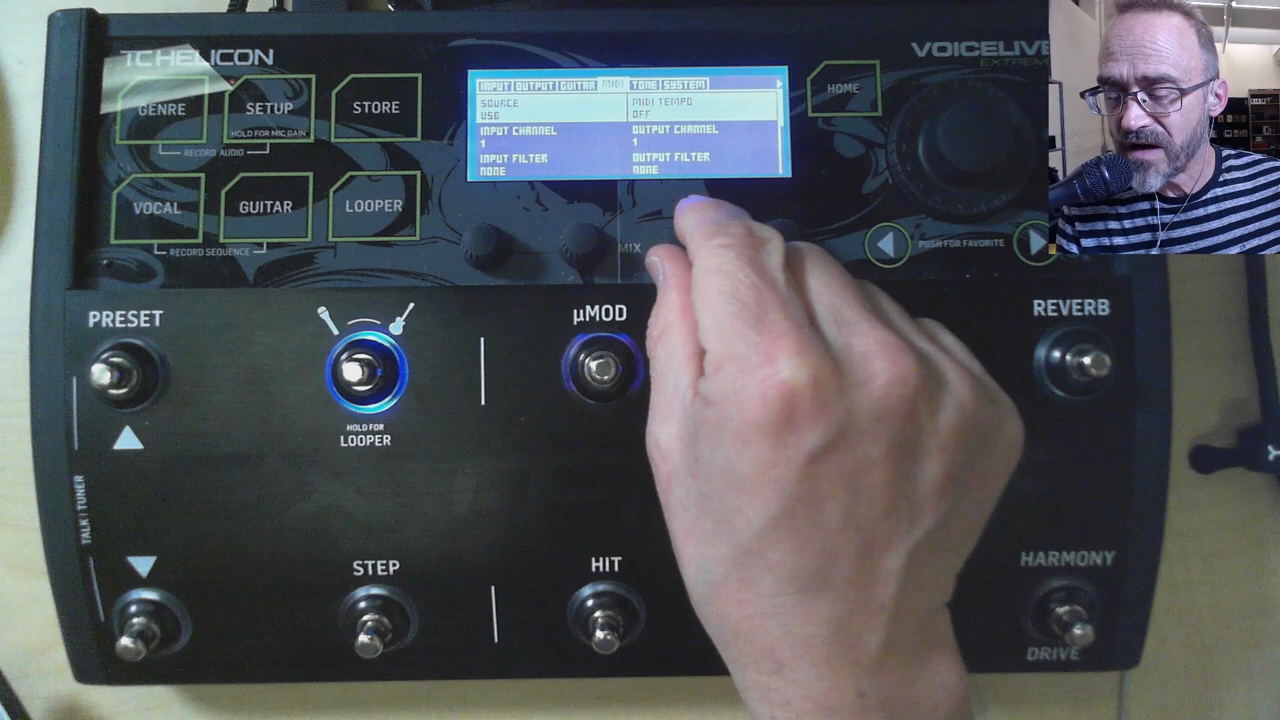 TC HELICON
VOICELIVE
EXTREM
GENRE
SETUP
HOLD FOR MIC GAIN
STORE
RECORD AUDIO
VOCAL
GUITAR
LOOPER
RECORD SEQUENCE
INPUT OUTPUT GUITAR MIDI TONE SYSTEM
SOURCE MIDI TEMPO
USB OFF
INPUT CHANNEL OUTPUT CHANNEL
1 1
INPUT FILTER OUTPUT FILTER
NONE NONE
HOME
MIX
PUSH FOR FAVORITE
PRESET
HOLD FOR
LOOPER
µMOD
REVERB
TALK | TUNER
STEP
HIT
HARMONY
DRIVE